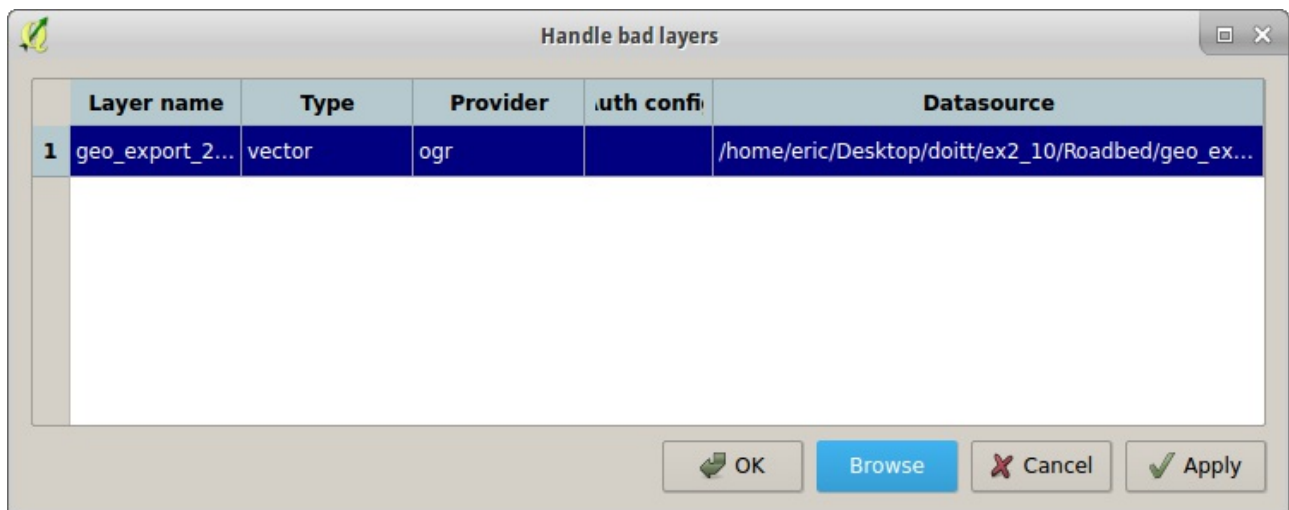 Handle bad layers
Layer name Type Provider uth config Datasource
1 geo_export_2... vector ogr /home/eric/Desktop/doitt/ex2_10/Roadbed/geo_ex...
OK Browse Cancel Apply